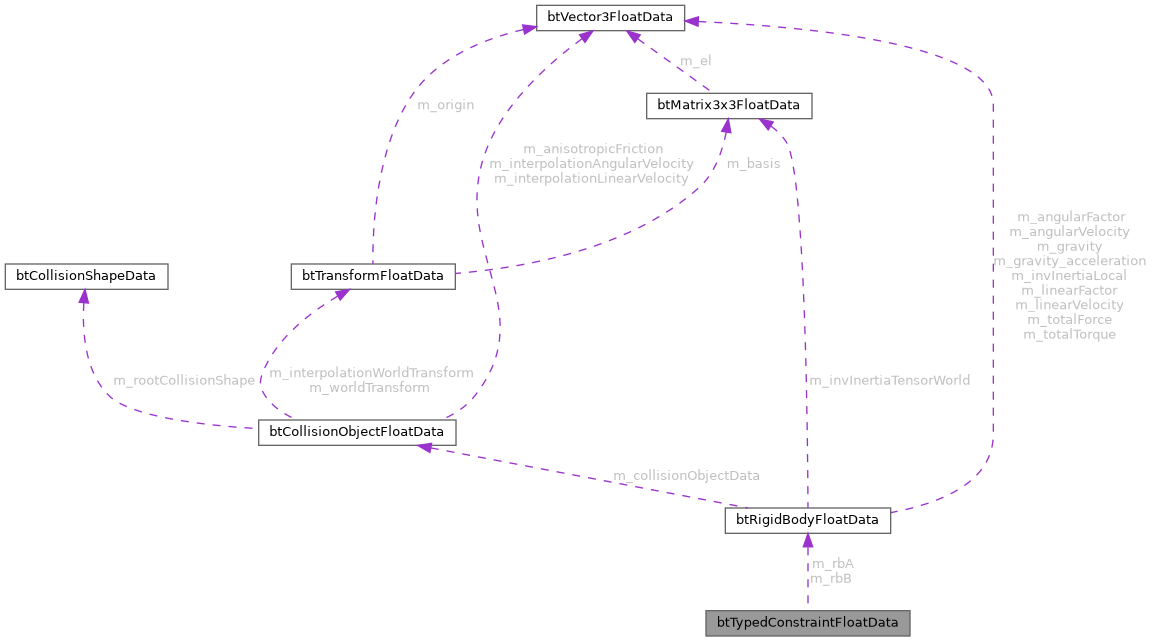 btVector3FloatData
m_el
m_origin
btMatrix3x3FloatData
m_anisotropicFriction
m_interpolationAngularVelocity
m_interpolationLinearVelocity
m_basis
m_angularFactor
m_angularVelocity
m_gravity
m_gravity_acceleration
m_invInertiaLocal
m_linearFactor
m_linearVelocity
m_totalForce
m_totalTorque
btCollisionShapeData
btTransformFloatData
m_rootCollisionShape
m_interpolationWorldTransform
m_worldTransform
m_invInertiaTensorWorld
btCollisionObjectFloatData
m_collisionObjectData
btRigidBodyFloatData
m_rbA
m_rbB
btTypedConstraintFloatData